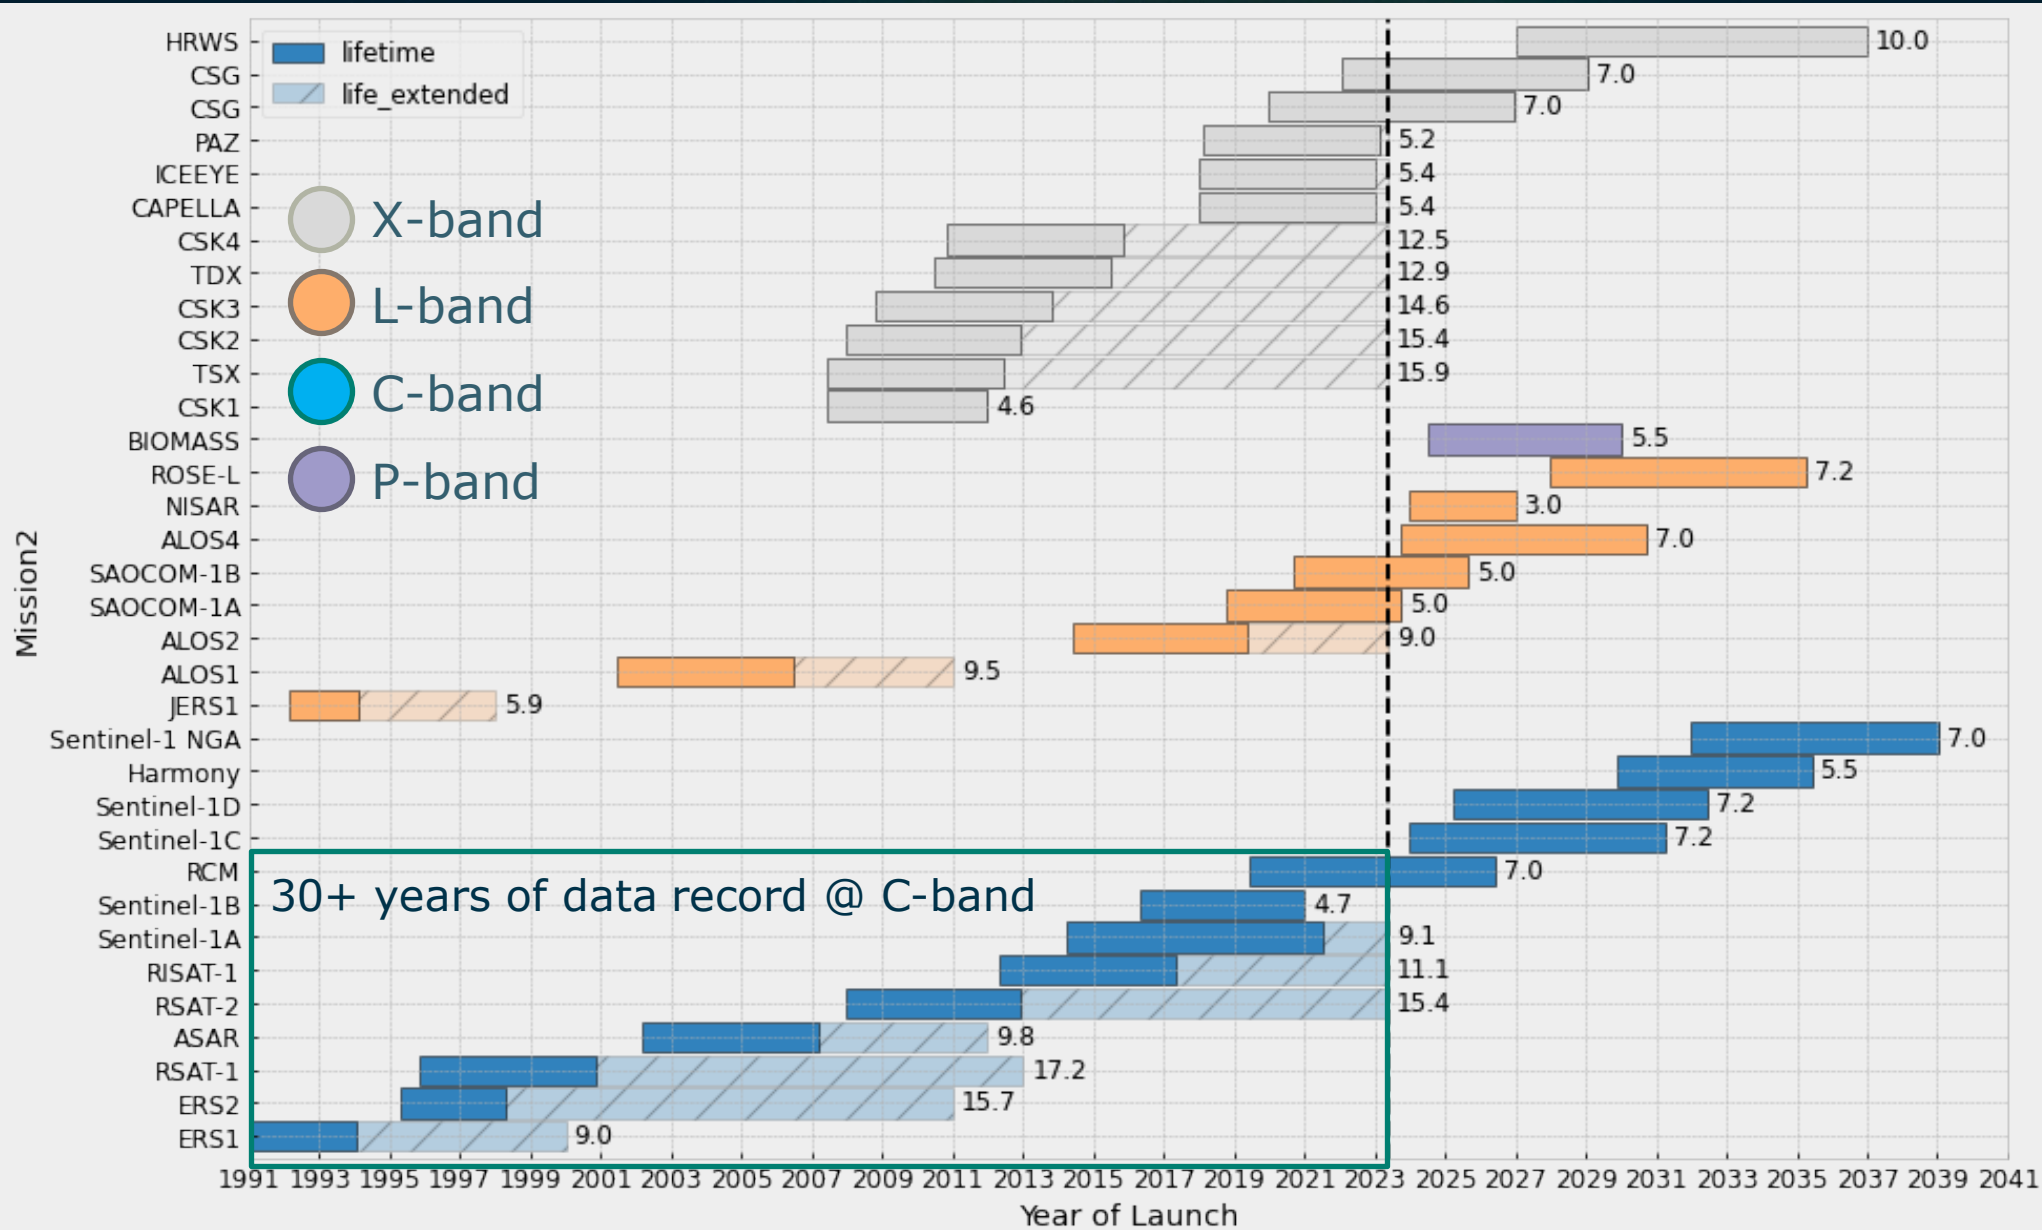 lifetime
life_extended
X-band
L-band
C-band
P-band
Mission2
HRWS 10.0
CSG 7.0
CSG 7.0
PAZ 5.2
ICEEYE 5.4
CAPELLA 5.4
CSK4 12.5
TDX 12.9
CSK3 14.6
CSK2 15.4
TSX 15.9
CSK1 4.6
BIOMASS 5.5
ROSE-L 7.2
NISAR 3.0
ALOS4 7.0
SAOCOM-1B 5.0
SAOCOM-1A 5.0
ALOS2 9.0
ALOS1 9.5
JERS1 5.9
Sentinel-1 NGA 7.0
Harmony 5.5
Sentinel-1D 7.2
Sentinel-1C 7.2
RCM 7.0
30+ years of data record @ C-band
Sentinel-1B 4.7
Sentinel-1A 9.1
RISAT-1 11.1
RSAT-2 15.4
ASAR 9.8
RSAT-1 17.2
ERS2 15.7
ERS1 9.0
1991 1993 1995 1997 1999 2001 2003 2005 2007 2009 2011 2013 2015 2017 2019 2021 2023 2025 2027 2029 2031 2033 2035 2037 2039 2041
Year of Launch